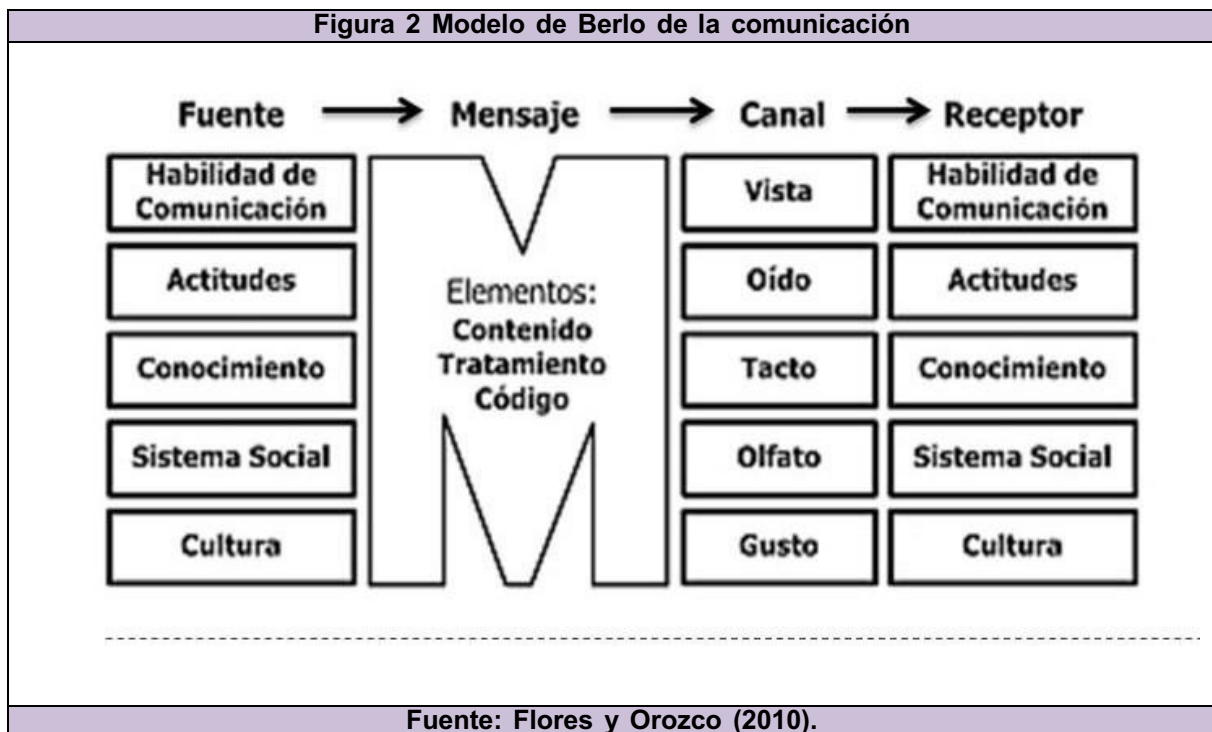 Figura 2 Modelo de Berlo de la comunicación
Fuente Mensaje Canal Receptor
Habilidad de
Comunicación
Actitudes
Conocimiento
Sistema Social
Cultura
Elementos:
Contenido
Tratamiento
Código
Vista
Oído
Tacto
Olfato
Gusto
Habilidad de
Comunicación
Actitudes
Conocimiento
Sistema Social
Cultura
Fuente: Flores y Orozco (2010).